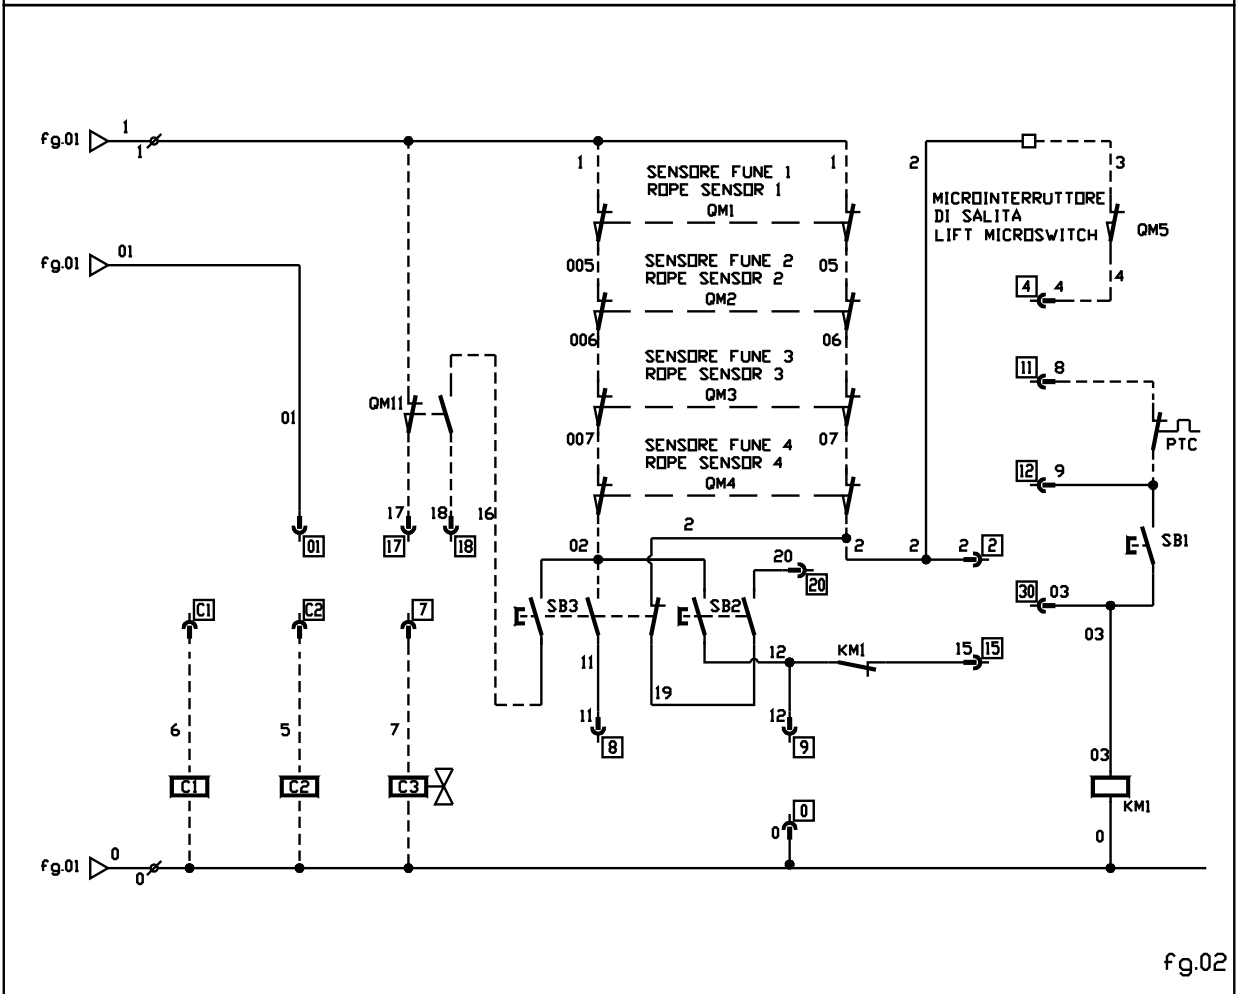 fg.01
1
1
1
SENSORE FUNE 1
ROPE SENSOR 1
QM1
1
2
3
MICROINTERRUTTORE
DI SALITA
LIFT MICROSWITCH
QM5
fg.01
01
005
SENSORE FUNE 2
ROPE SENSOR 2
QM2
05
4
4
4
006
06
SENSORE FUNE 3
ROPE SENSOR 3
QM3
11
8
QM11
01
007
SENSORE FUNE 4
ROPE SENSOR 4
QM4
07
PTC
12
9
17
18
16
2
01
17
18
02
20
20
2
2
2
2
SB1
C1
C2
7
SB3
SB2
30
03
03
11
12
KM1
15
15
19
11
8
12
9
6
5
7
03
C1
C2
C3
0
0
KM1
0
fg.01
0
0
fg.02